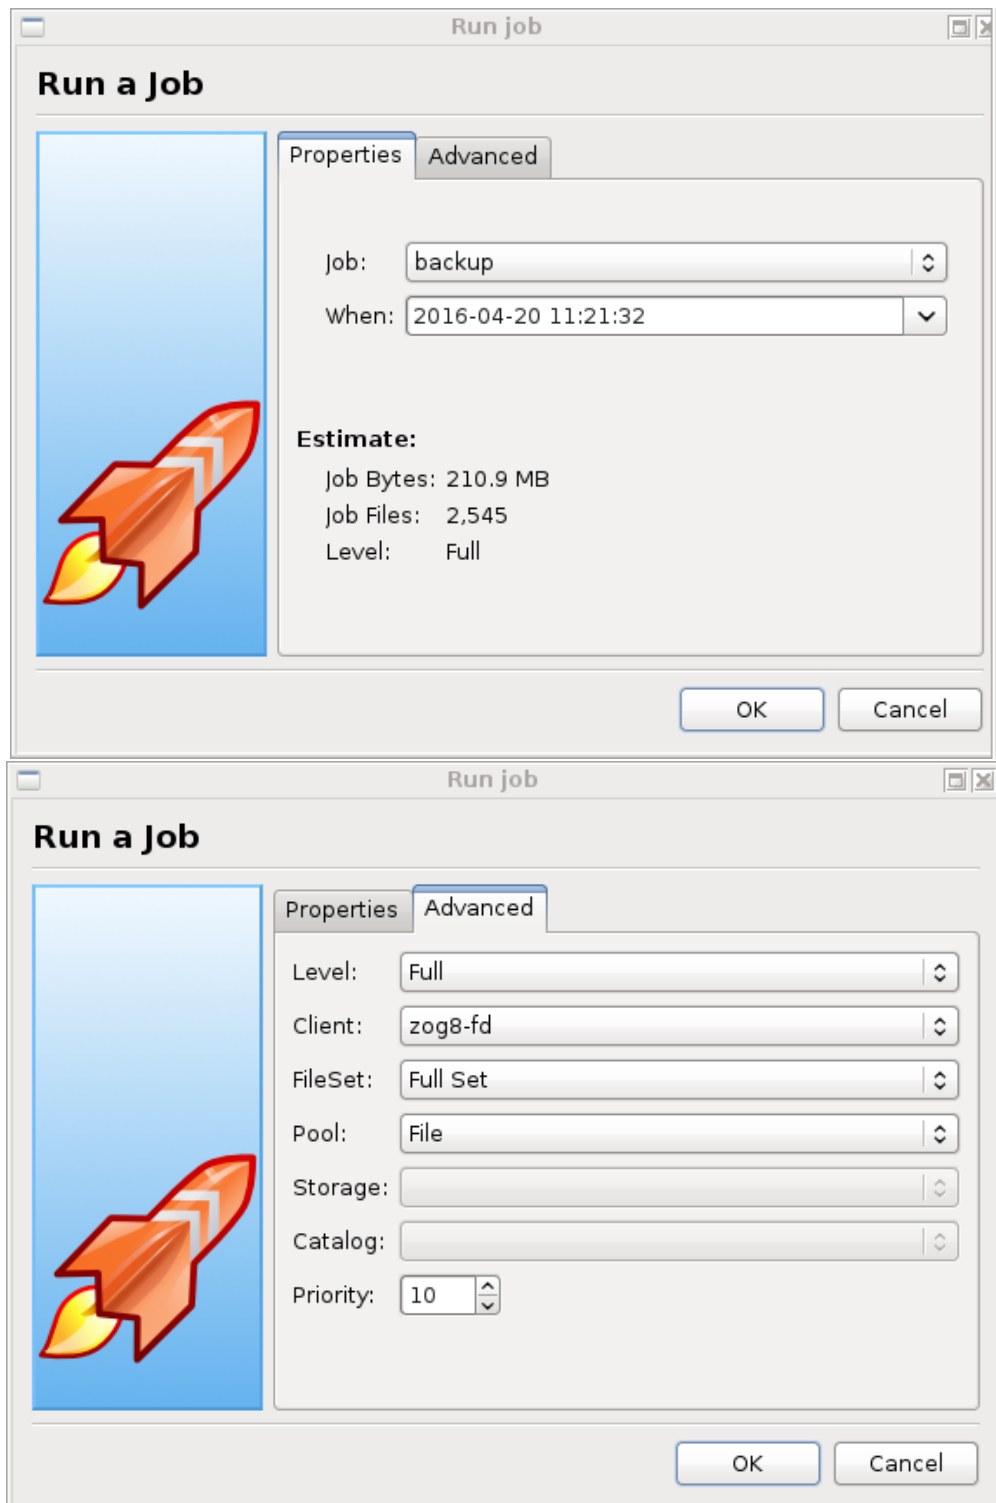 Run job
Run a Job
Properties Advanced
Job: backup
When: 2016-04-20 11:21:32
Estimate:
Job Bytes: 210.9 MB
Job Files: 2,545
Level: Full
OK Cancel
Run job
Run a Job
Properties Advanced
Level: Full
Client: zog8-fd
FileSet: Full Set
Pool: File
Storage:
Catalog:
Priority: 10
OK Cancel